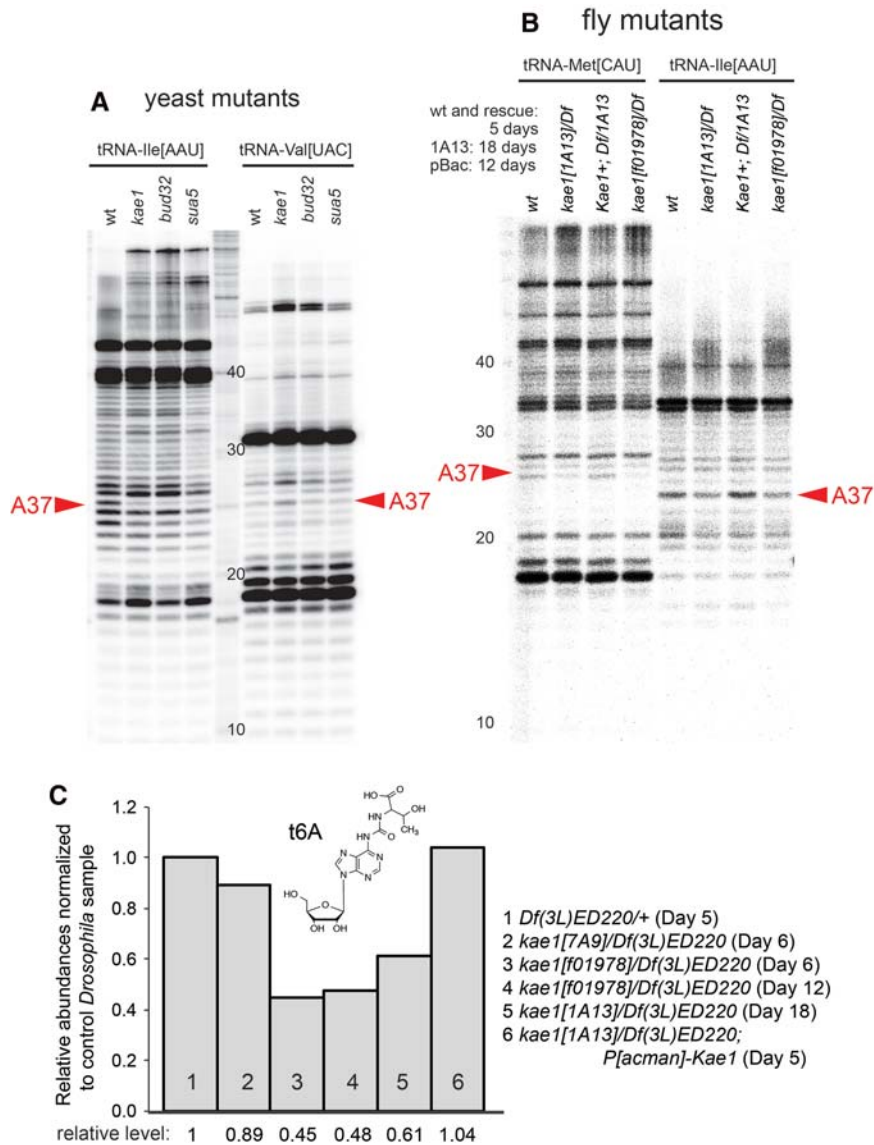 A yeast mutants
tRNA-Ile[AAU] tRNA-Val[UAC]
wt kae1 bud32 sua5 wt kae1 bud32 sua5
40
30
20
10
A37 A37
B fly mutants
tRNA-Met[CAU] tRNA-Ile[AAU]
wt and rescue:
5 days
1A13: 18 days
pBac: 12 days
wt kae1[1A13]/Df Kae1+; Df/1A13 kae1[f01978]/Df wt kae1[1A13]/Df Kae1+; Df/1A13 kae1[f01978]/Df
40
30
20
10
A37 A37
C
Relative abundances normalized
to control Drosophila sample
1.2
1.0
0.8
0.6
0.4
0.2
0.0
t6A
HO O
OH
HN CH3
NH O
N N
N N
HO O
OH OH
1 2 3 4 5 6
relative level: 1 0.89 0.45 0.48 0.61 1.04
1 Df(3L)ED220/+ (Day 5)
2 kae1[7A9]/Df(3L)ED220 (Day 6)
3 kae1[f01978]/Df(3L)ED220 (Day 6)
4 kae1[f01978]/Df(3L)ED220 (Day 12)
5 kae1[1A13]/Df(3L)ED220 (Day 18)
6 kae1[1A13]/Df(3L)ED220;
P[acman]-Kae1 (Day 5)